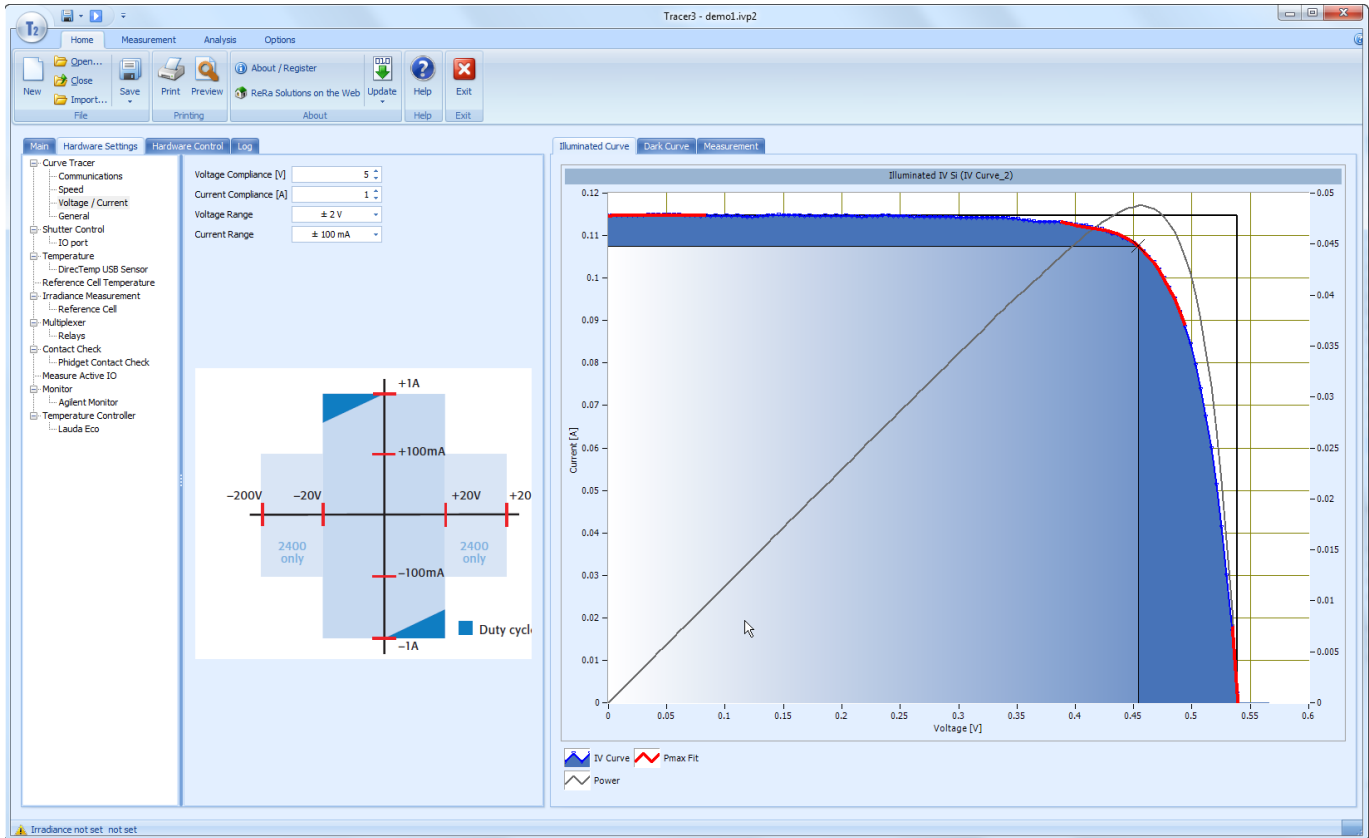 Tracer3 - demo1.ivp2
T2
Home Measurement Analysis Options
New
Open...
Close
Import...
Save
Print
Preview
About / Register
ReRa Solutions on the Web
Update
Help
Exit
File Printing About Help Exit
Main Hardware Settings Hardware Control Log
Curve Tracer
Communications
Speed
Voltage / Current
General
Shutter Control
IO port
Temperature
DirecTemp USB Sensor
Reference Cell Temperature
Irradiance Measurement
Reference Cell
Multiplexer
Relays
Contact Check
Phidget Contact Check
Measure Active IO
Monitor
Agilent Monitor
Temperature Controller
Lauda Eco
Voltage Compliance [V] 5
Current Compliance [A] 1
Voltage Range ± 2 V
Current Range ± 100 mA
+1A
+100mA
−200V −20V +20V +20
2400 only
2400 only
−100mA
−1A
Duty cycl
Illuminated Curve Dark Curve Measurement
Illuminated IV Si (IV Curve_2)
Current [A]
0.12
0.11
0.1
0.09
0.08
0.07
0.06
0.05
0.04
0.03
0.02
0.01
0
0.05
0.045
0.04
0.035
0.03
0.025
0.02
0.015
0.01
0.005
0
0 0.05 0.1 0.15 0.2 0.25 0.3 0.35 0.4 0.45 0.5 0.55 0.6
Voltage [V]
IV Curve Pmax Fit
Power
Irradiance not set not set